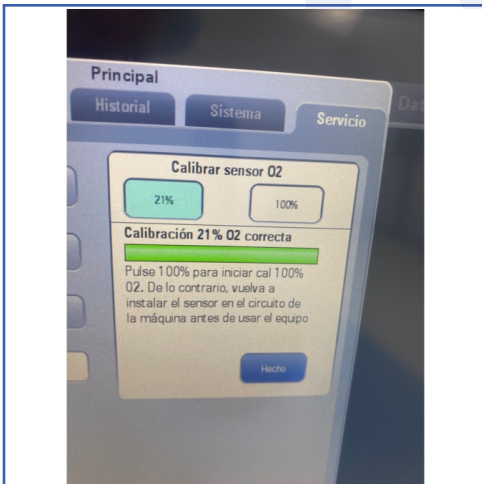 Principal
Historial
Sistema
Servicio
Calibrar sensor O2
21%
100%
Calibración 21% O2 correcta
Pulse 100% para iniciar cal 100%
O2. De lo contrario, vuelva a
instalar el sensor en el circuito de
la máquina antes de usar el equipo
Hecho